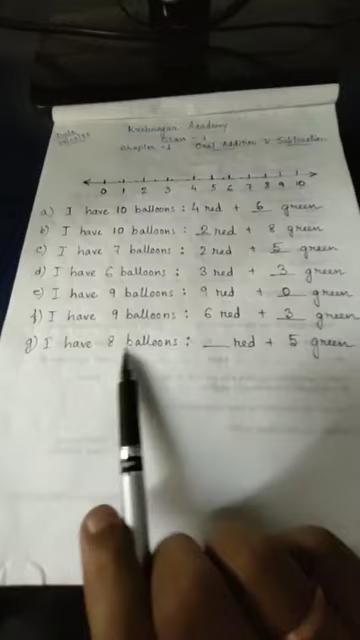 Krishnagar Academy
Chapter - 1 Oral Addition & Subtraction
0 1 2 3 4 5 6 7 8 9 10
a) I have 10 balloons : 4 red + 6 green
b) I have 10 balloons : 2 red + 8 green
c) I have 7 balloons : 2 red + 5 green
d) I have 6 balloons : 3 red + 3 green
e) I have 9 balloons : 9 red + 0 green
f) I have 9 balloons : 6 red + 3 green
g) I have 8 balloons : __ red + 5 green